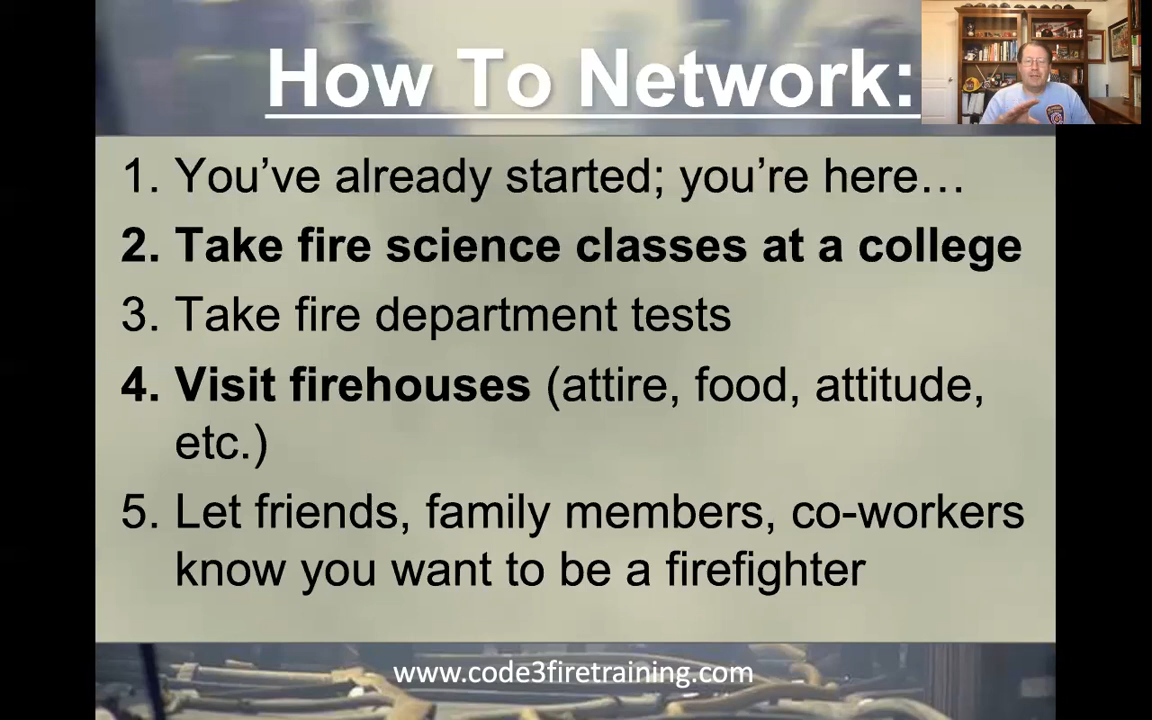 How To Network:
1. You’ve already started; you’re here…
2. Take fire science classes at a college
3. Take fire department tests
4. Visit firehouses (attire, food, attitude,
etc.)
5. Let friends, family members, co-workers
know you want to be a firefighter
www.code3firetraining.com